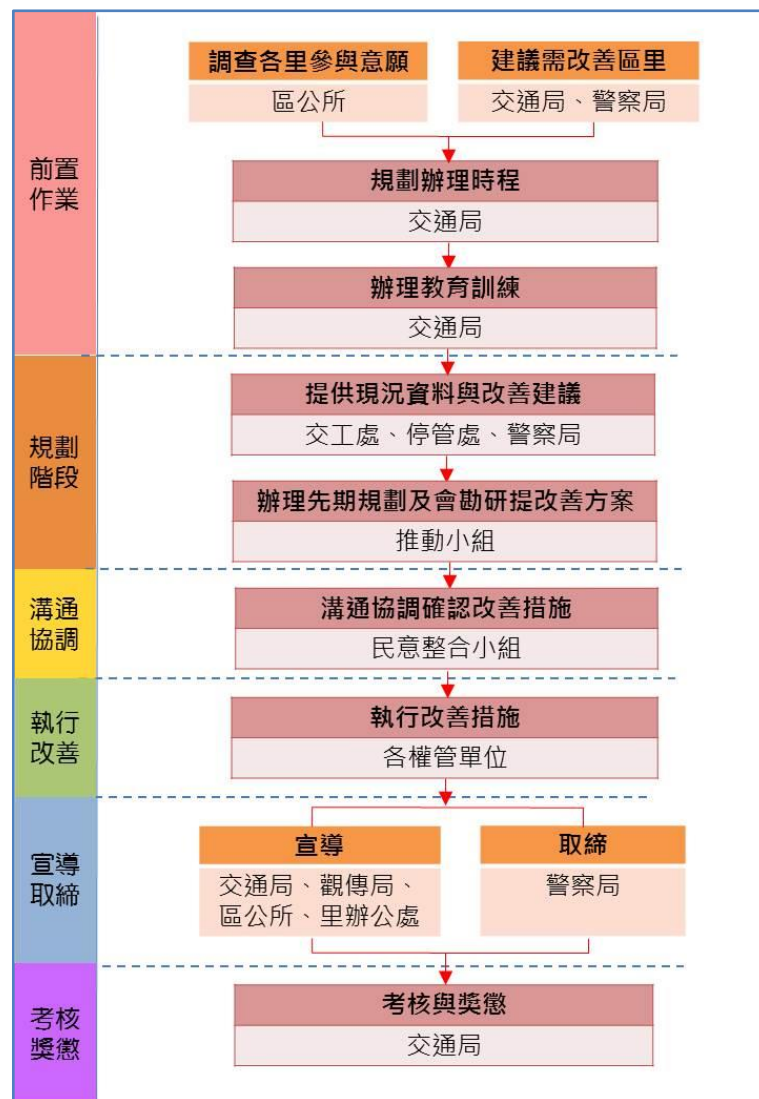 前置
作業
調查各里參與意願
區公所
建議需改善區里
交通局、警察局
規劃辦理時程
交通局
辦理教育訓練
交通局
規劃
階段
提供現況資料與改善建議
交工處、停管處、警察局
辦理先期規劃及會勘研提改善方案
推動小組
溝通
協調
溝通協調確認改善措施
民意整合小組
執行
改善
執行改善措施
各權管單位
宣導
取締
宣導
交通局、觀傳局、
區公所、里辦公處
取締
警察局
考核
獎懲
考核與獎懲
交通局